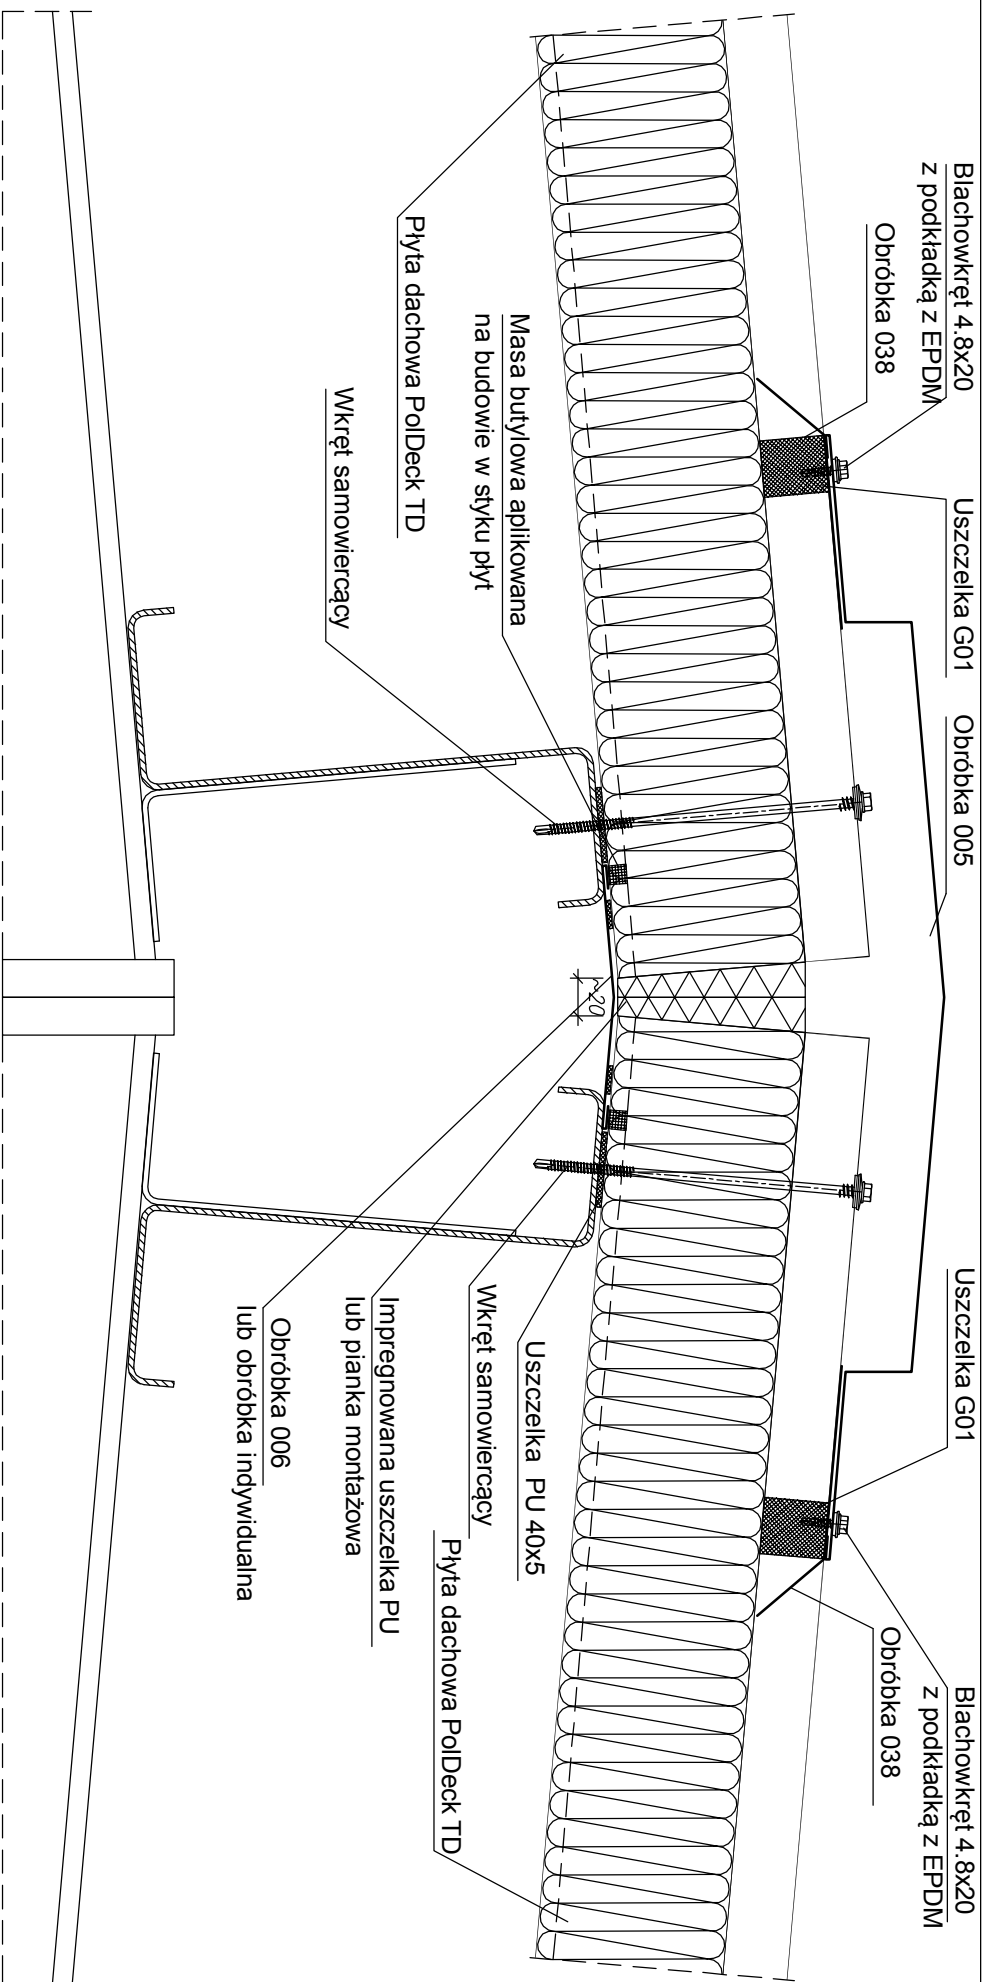 Blachowkręt 4.8x20
z podkładką z EPDM
Obróbka 038
Uszczelka G01
Obróbka 005
Uszczelka G01
Blachowkręt 4.8x20
z podkładką z EPDM
Obróbka 038
Masa butylowa aplikowana
na budowie w styku płyt
Płyta dachowa PolDeck TD
Wkręt samowiercący
~20
Uszczelka PU 40x5
Wkręt samowiercący
Płyta dachowa PolDeck TD
Impregnowana uszczelka PU
lub pianka montażowa
Obróbka 006
lub obróbka indywidualna